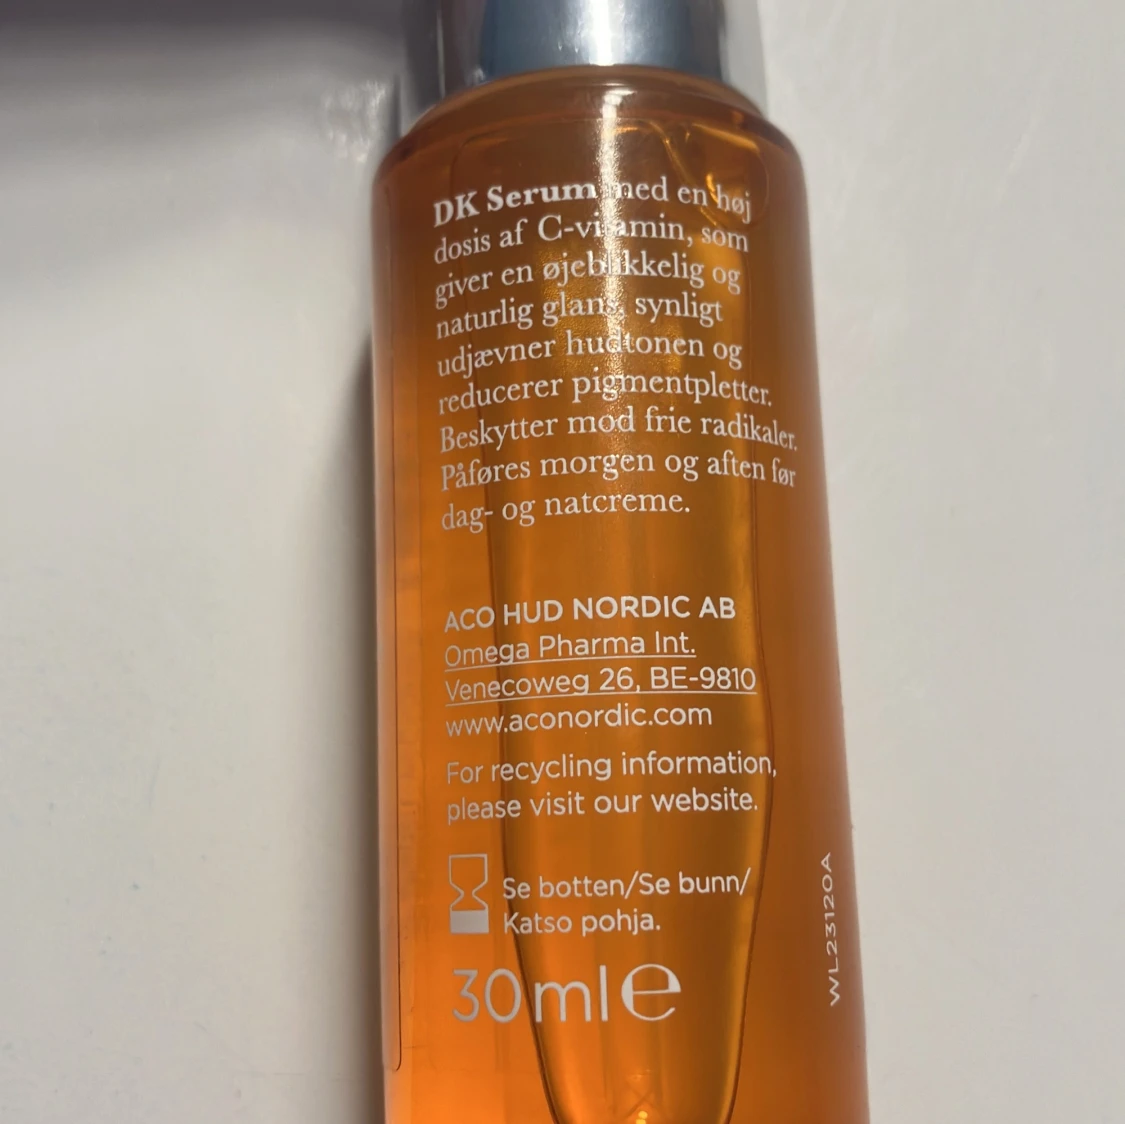 DK Serum med en høj
dosis af C-vitamin, som
giver en øjeblikkelig og
naturlig glans, synligt
udjævner hudtonen og
reducerer pigmentpletter.
Beskytter mod frie radikaler.
Påføres morgen og aften før
dag- og natcreme.
ACO HUD NORDIC AB
Omega Pharma Int.
Venecoweg 26, BE-9810
www.aconordic.com
For recycling information,
please visit our website.
Se botten/Se bunn/
Katso pohja.
30 ml e
WL23120A